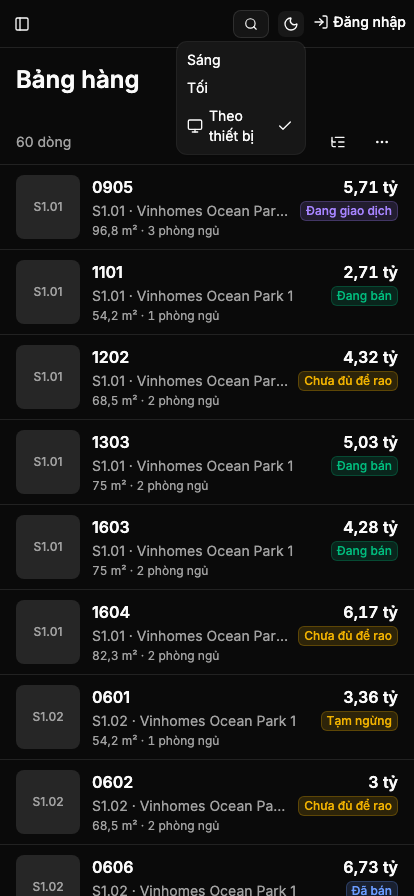 Đăng nhập
Bảng hàng
Sáng
Tối
Theo
thiết bị
60 dòng
S1.01
0905
5,71 tỷ
S1.01 · Vinhomes Ocean Par...
Đang giao dịch
96,8 m² · 3 phòng ngủ
S1.01
1101
2,71 tỷ
S1.01 · Vinhomes Ocean Park 1
Đang bán
54,2 m² · 1 phòng ngủ
S1.01
1202
4,32 tỷ
S1.01 · Vinhomes Ocean Par...
Chưa đủ để rao
68,5 m² · 2 phòng ngủ
S1.01
1303
5,03 tỷ
S1.01 · Vinhomes Ocean Park 1
Đang bán
75 m² · 2 phòng ngủ
S1.01
1603
4,28 tỷ
S1.01 · Vinhomes Ocean Park 1
Đang bán
75 m² · 2 phòng ngủ
S1.01
1604
6,17 tỷ
S1.01 · Vinhomes Ocean Par...
Chưa đủ để rao
82,3 m² · 2 phòng ngủ
S1.02
0601
3,36 tỷ
S1.02 · Vinhomes Ocean Park 1
Tạm ngừng
54,2 m² · 1 phòng ngủ
S1.02
0602
3 tỷ
S1.02 · Vinhomes Ocean Pa...
Chưa đủ để rao
68,5 m² · 2 phòng ngủ
S1.02
0606
6,73 tỷ
S1.02 · Vinhomes Ocean Park 1
Đã bán